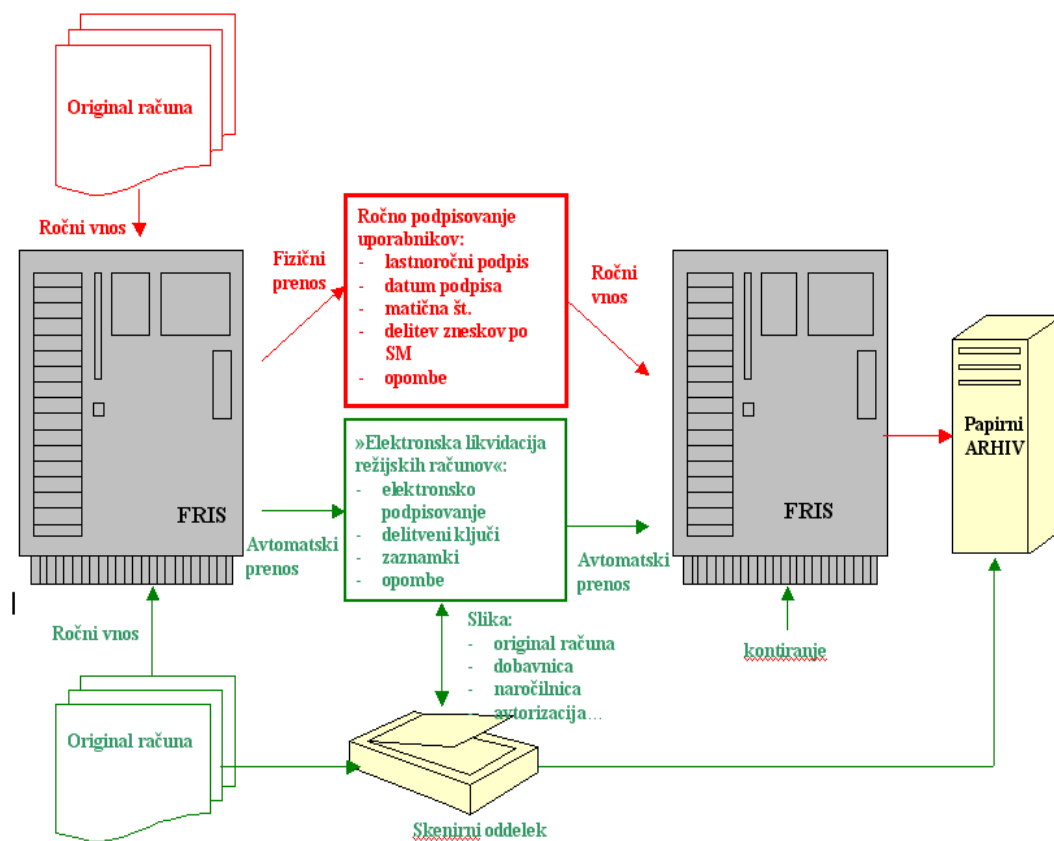 Original računa
Ročni vnos
Fizični
prenos
Ročno podpisovanje
uporabnikov:
- lastnoročni podpis
- datum podpisa
- matična št.
- delitev zneskov po
SM
- opombe
Ročni
vnos
FRIS
Avtomatski
prenos
»Elektronska likvidacija
režijskih računov«:
- elektronsko
podpisovanje
- delitveni ključi
- zaznamki
- opombe
Avtomatski
prenos
FRIS
Papirni
ARHIV
Ročni vnos
Original računa
Slika:
- original računa
- dobavnica
- naročilnica
- avtorizacija...
kontiranje
Skenirni oddelek